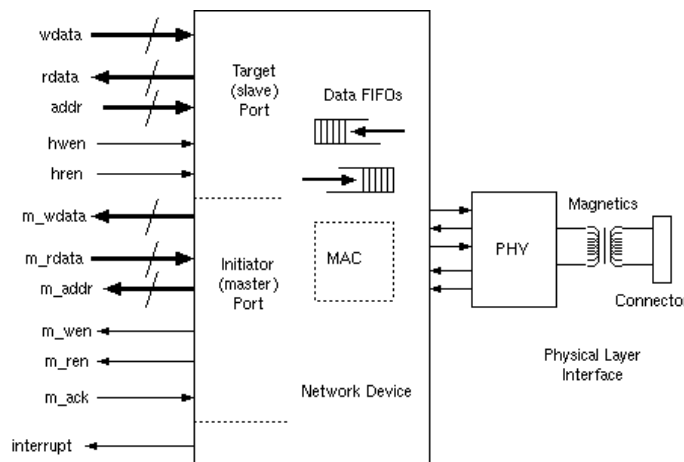 wdata
rdata
addr
hwen
hren
m_wdata
m_rdata
m_addr
m_wen
m_ren
m_ack
interrupt
Target
(slave)
Port
Data FIFOs
Initiator
(master)
Port
MAC
Network Device
PHY
Magnetics
Connecto
Physical Layer
Interface